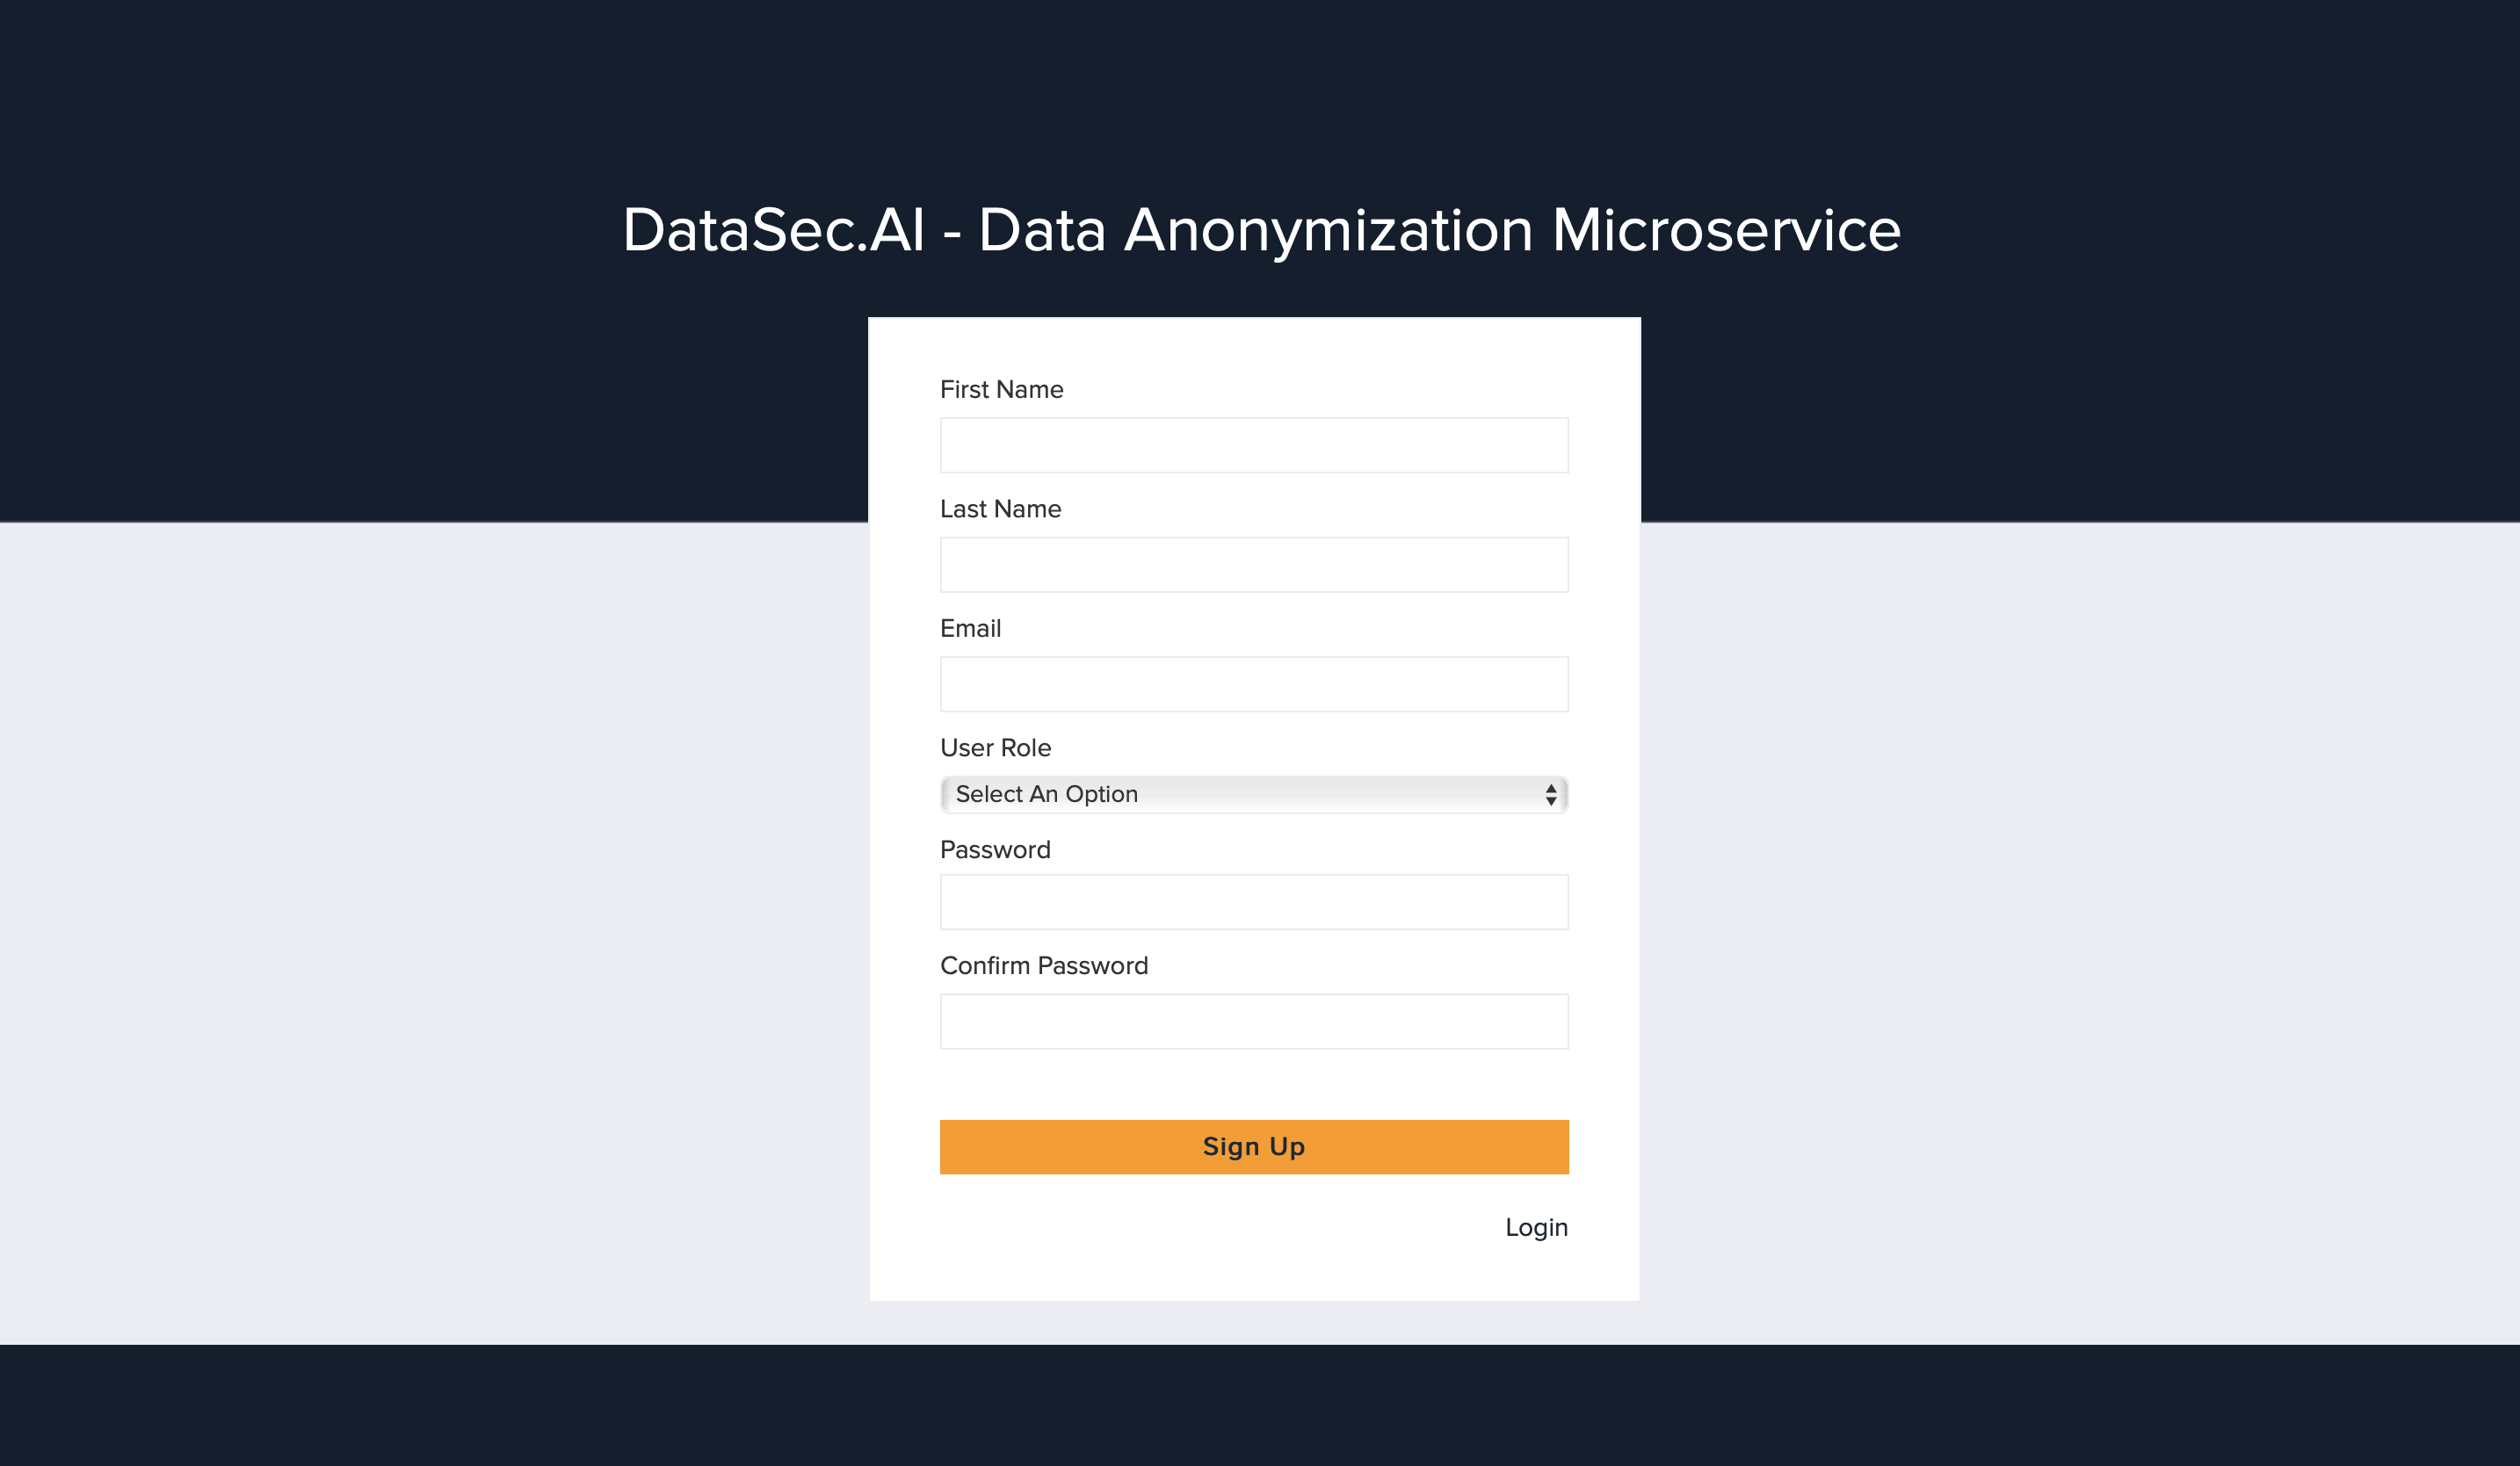 DataSec.AI - Data Anonymization Microservice
First Name
Last Name
Email
User Role
Select An Option
Password
Confirm Password
Sign Up
Login